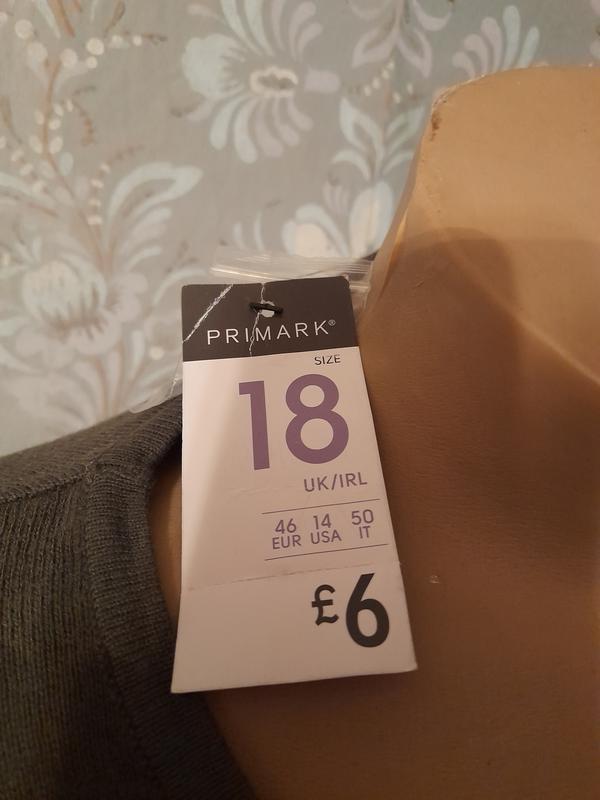 PRIMARK®
SIZE
18
UK/IRL
46 14 50
EUR USA IT
£6